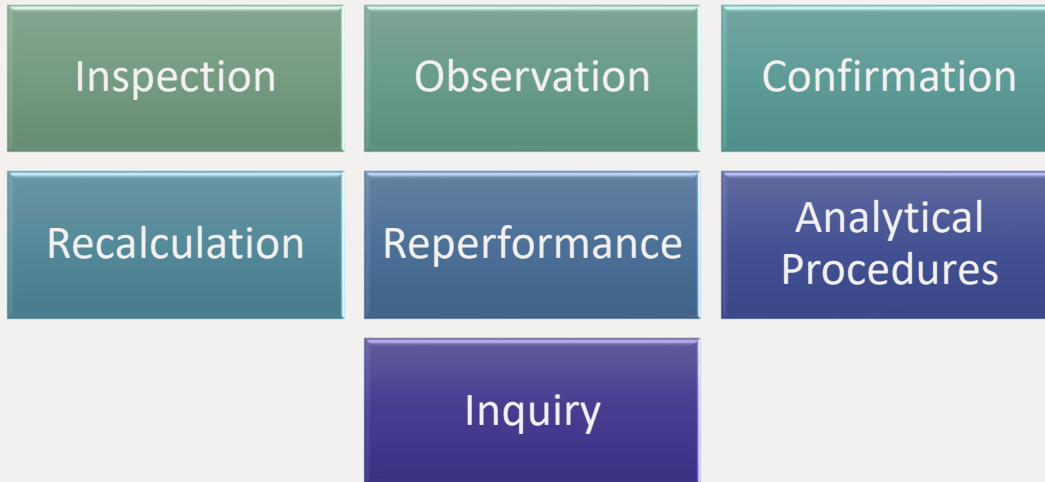 Inspection
Observation
Confirmation
Recalculation
Reperformance
Analytical
Procedures
Inquiry